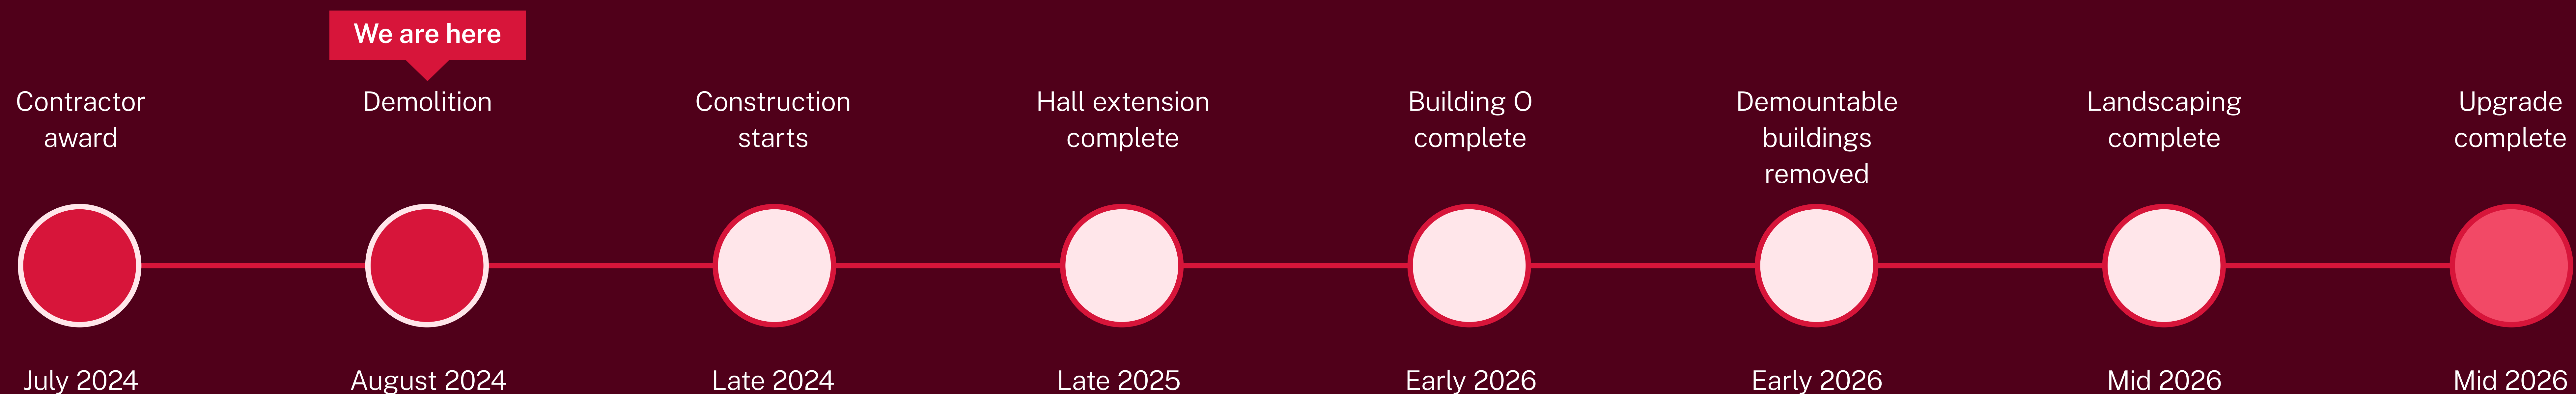 We are here
Contractor
award
Demolition
Construction
starts
Hall extension
complete
Building O
complete
Demountable
buildings
removed
Landscaping
complete
Upgrade
complete
July 2024
August 2024
Late 2024
Late 2025
Early 2026
Early 2026
Mid 2026
Mid 2026